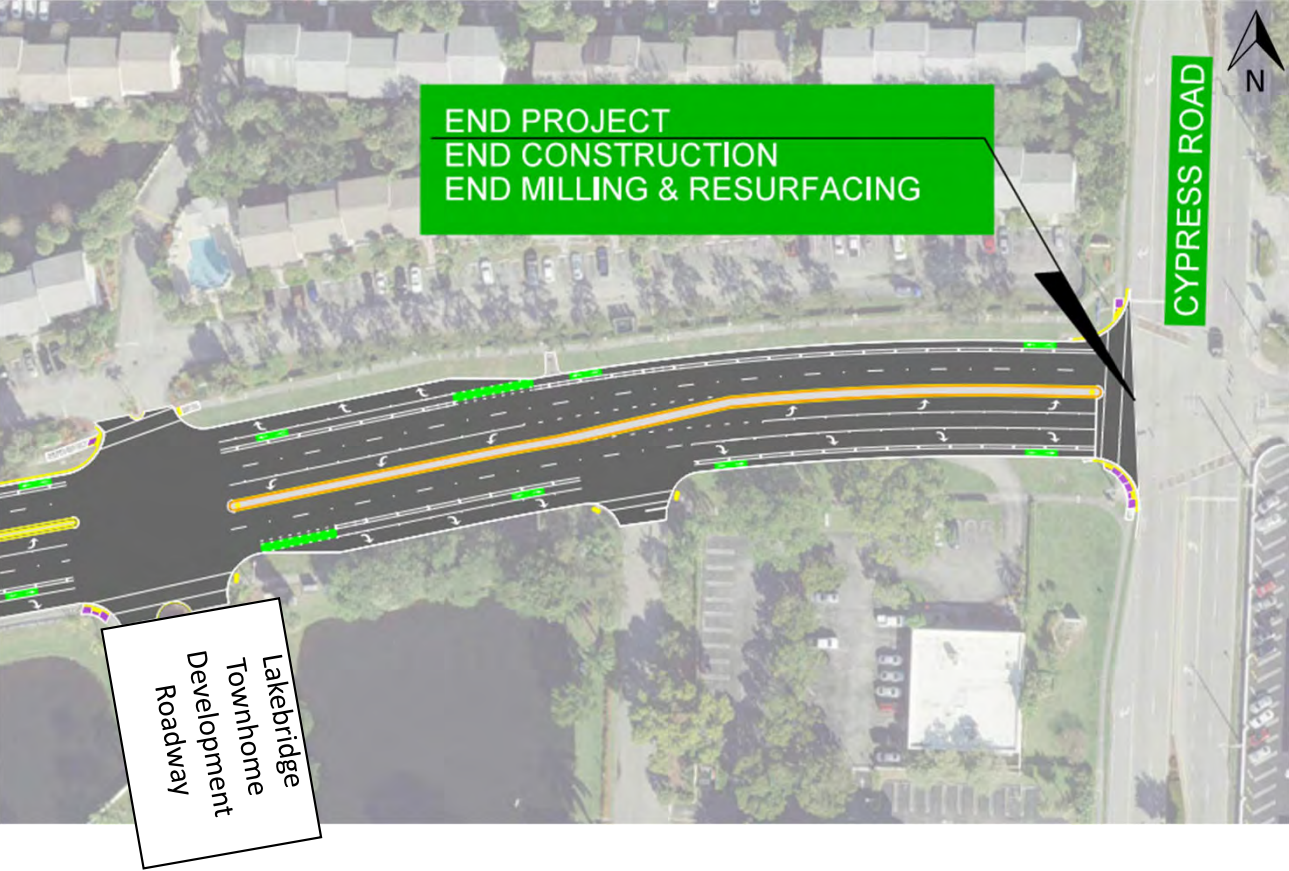 END PROJECT
END CONSTRUCTION
END MILLING & RESURFACING
CYPRESS ROAD
N
Lakebridge
Townhome
Development
Roadway